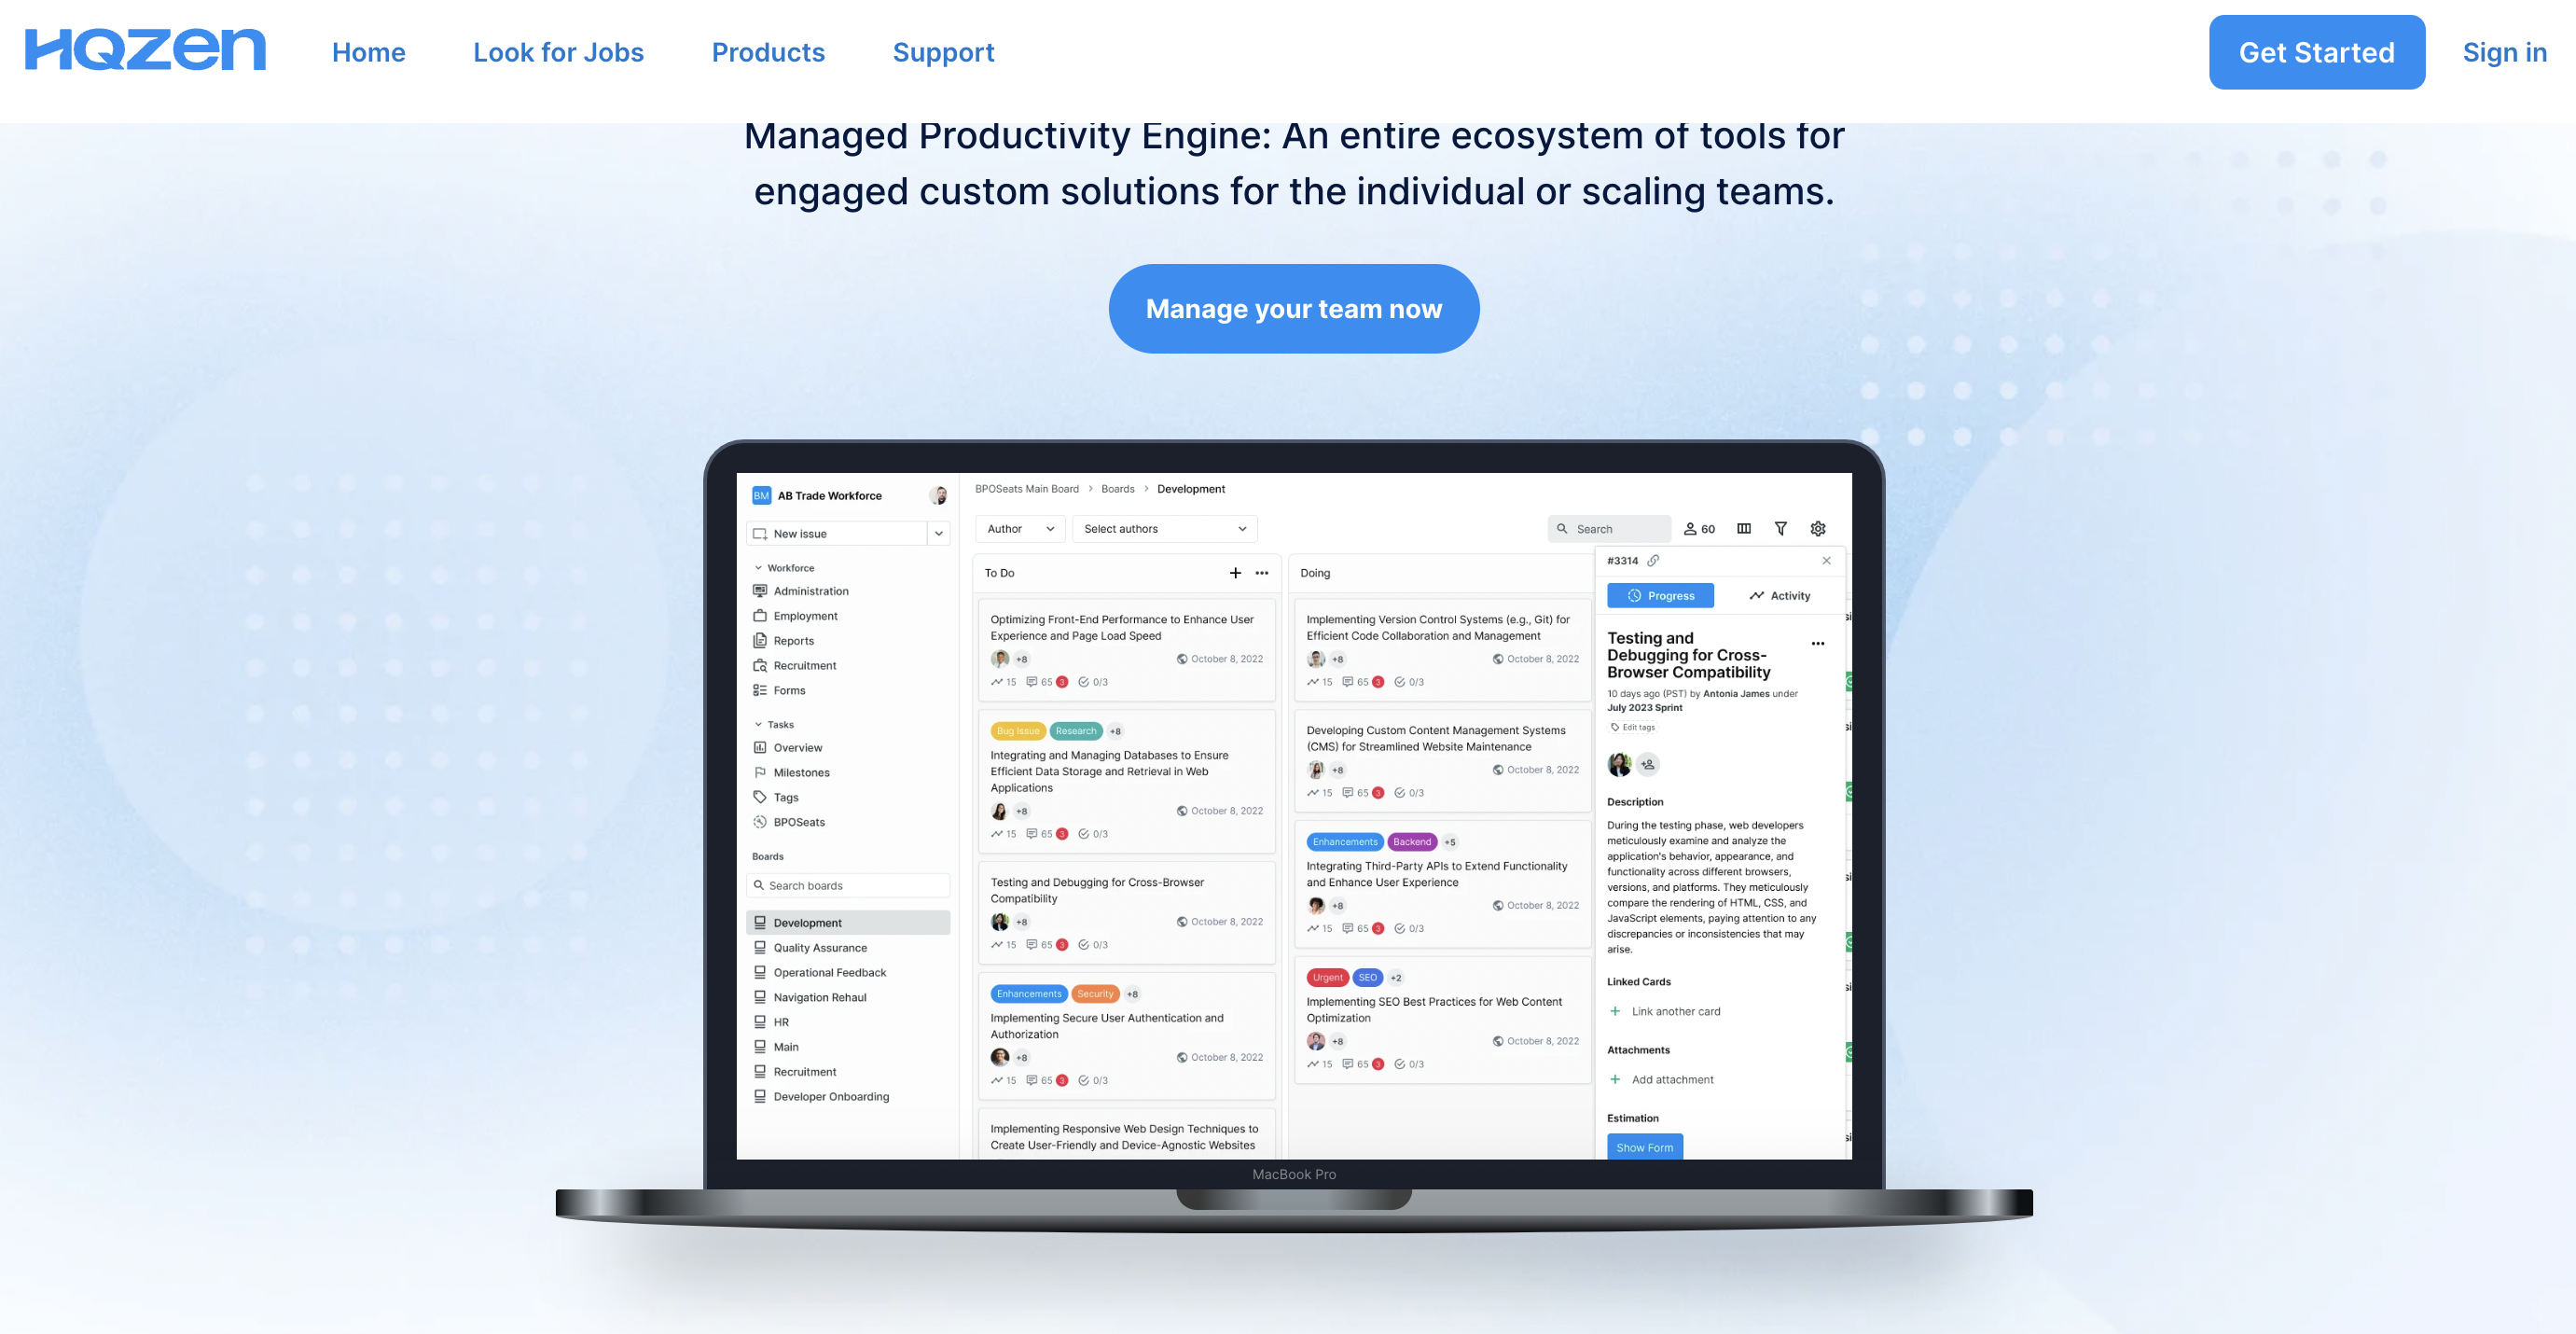 HQZen
Home
Look for Jobs
Products
Support
Get Started
Sign in
Managed Productivity Engine: An entire ecosystem of tools for
engaged custom solutions for the individual or scaling teams.
Manage your team now
BM
AB Trade Workforce
New issue
Workforce
Administration
Employment
Reports
Recruitment
Forms
Tasks
Overview
Milestones
Tags
BPOSeats
Boards
Search boards
Development
Quality Assurance
Operational Feedback
Navigation Rehaul
HR
Main
Recruitment
Developer Onboarding
BPOSeats Main Board > Boards > Development
Author
Select authors
Search
60
To Do
Optimizing Front-End Performance to Enhance User
Experience and Page Load Speed
+8
October 8, 2022
15 65 3 0/3
Bug Issue Research +8
Integrating and Managing Databases to Ensure
Efficient Data Storage and Retrieval in Web
Applications
+8
October 8, 2022
15 65 3 0/3
Testing and Debugging for Cross-Browser
Compatibility
+8
October 8, 2022
15 65 3 0/3
Enhancements Security +8
Implementing Secure User Authentication and
Authorization
+8
October 8, 2022
15 65 3 0/3
Implementing Responsive Web Design Techniques to
Create User-Friendly and Device-Agnostic Websites
Doing
Implementing Version Control Systems (e.g., Git) for
Efficient Code Collaboration and Management
+8
October 8, 2022
15 65 3 0/3
Developing Custom Content Management Systems
(CMS) for Streamlined Website Maintenance
+8
October 8, 2022
15 65 3 0/3
Enhancements Backend +5
Integrating Third-Party APIs to Extend Functionality
and Enhance User Experience
+8
October 8, 2022
15 65 3 0/3
Urgent SEO +2
Implementing SEO Best Practices for Web Content
Optimization
+8
October 8, 2022
15 65 3 0/3
#3314
Progress
Activity
Testing and
Debugging for Cross-
Browser Compatibility
10 days ago (PST) by Antonia James under
July 2023 Sprint
Edit tags
Description
During the testing phase, web developers
meticulously examine and analyze the
application's behavior, appearance, and
functionality across different browsers,
versions, and platforms. They meticulously
compare the rendering of HTML, CSS, and
JavaScript elements, paying attention to any
discrepancies or inconsistencies that may
arise.
Linked Cards
+ Link another card
Attachments
+ Add attachment
Estimation
Show Form
MacBook Pro